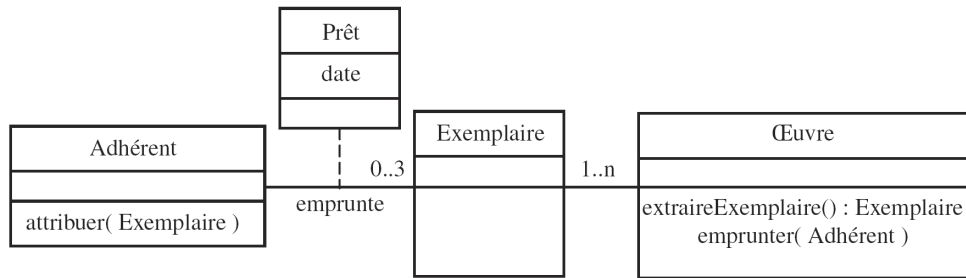 Prêt
date
Adhérent
attribuer( Exemplaire )
emprunte
0..3
Exemplaire
1..n
Œuvre
extraireExemplaire() : Exemplaire
emprunter( Adhérent )